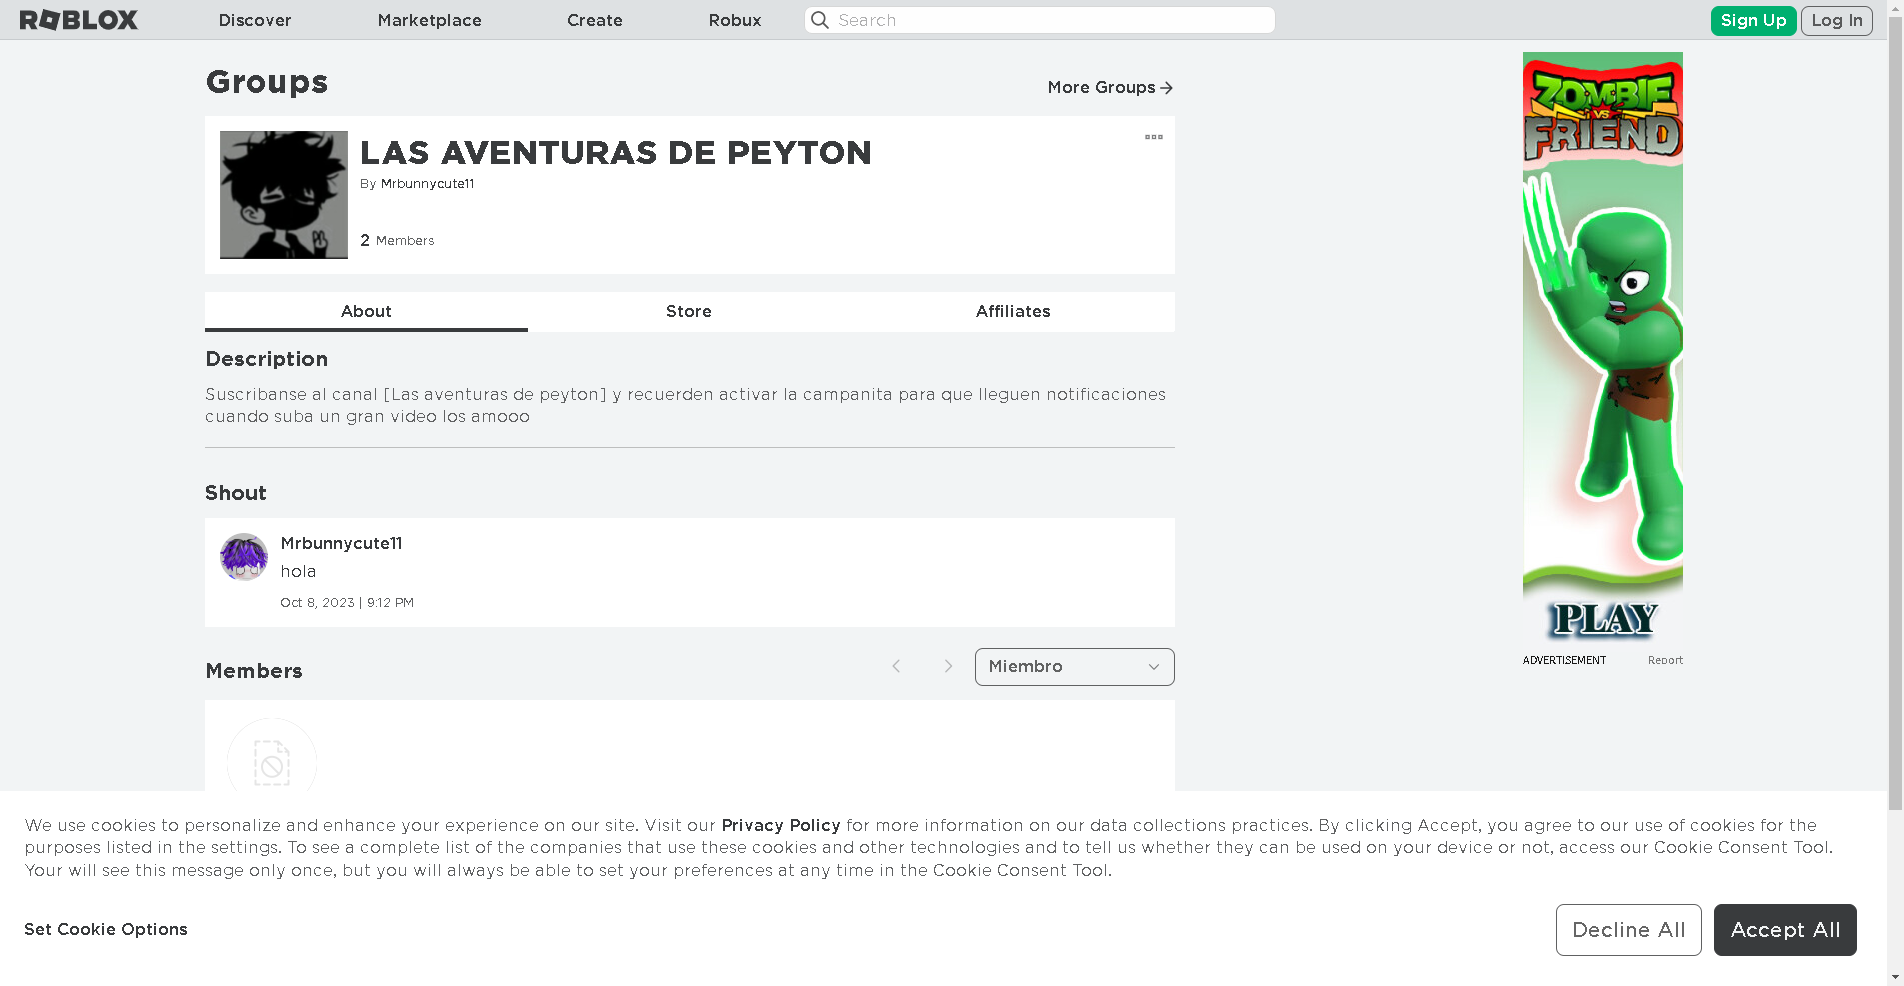 ROBLOX
Discover
Marketplace
Create
Robux
Search
Sign Up
Log In
Groups
More Groups
LAS AVENTURAS DE PEYTON
By Mrbunnycute11
2 Members
About
Store
Affiliates
Description
Suscribanse al canal [Las aventuras de peyton] y recuerden activar la campanita para que lleguen notificaciones
cuando suba un gran video los amooo
Shout
Mrbunnycute11
hola
Oct 8, 2023 | 9:12 PM
Members
Miembro
ZOMBIE
VS
FRIEND
PLAY
ADVERTISEMENT
Report
We use cookies to personalize and enhance your experience on our site. Visit our Privacy Policy for more information on our data collections practices. By clicking Accept, you agree to our use of cookies for the
purposes listed in the settings. To see a complete list of the companies that use these cookies and other technologies and to tell us whether they can be used on your device or not, access our Cookie Consent Tool.
Your will see this message only once, but you will always be able to set your preferences at any time in the Cookie Consent Tool.
Set Cookie Options
Decline All
Accept All